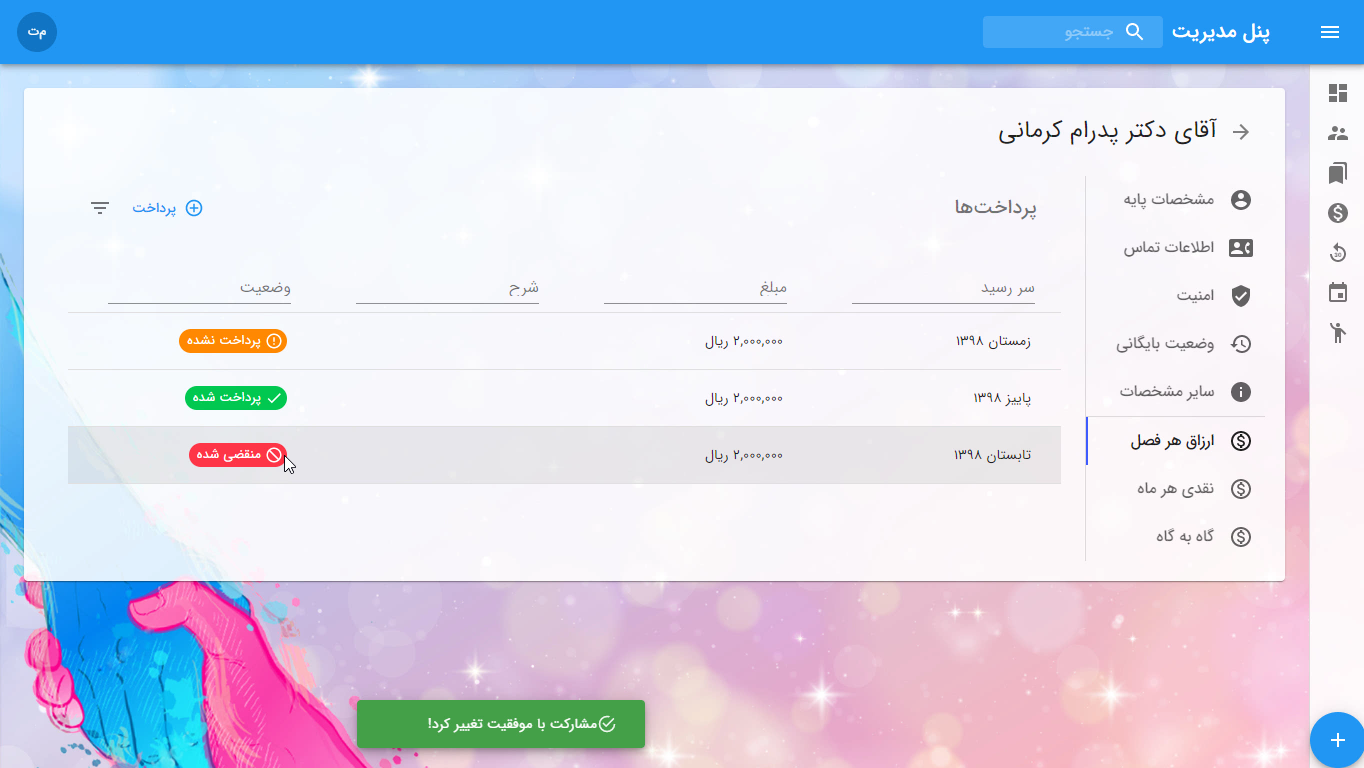 پنل مدیریت
جستجو
م‌ت
آقای دکتر پدرام کرمانی
مشخصات پایه
اطلاعات تماس
امنیت
وضعیت بایگانی
سایر مشخصات
ارزاق هر فصل
نقدی هر ماه
گاه به گاه
پرداخت‌ها
پرداخت
سر رسید مبلغ شرح وضعیت
زمستان ۱۳۹۸ ۲,۰۰۰,۰۰۰ ریال پرداخت نشده
پاییز ۱۳۹۸ ۲,۰۰۰,۰۰۰ ریال پرداخت شده
تابستان ۱۳۹۸ ۲,۰۰۰,۰۰۰ ریال منقضی شده
مشارکت با موفقیت تغییر کرد!
30